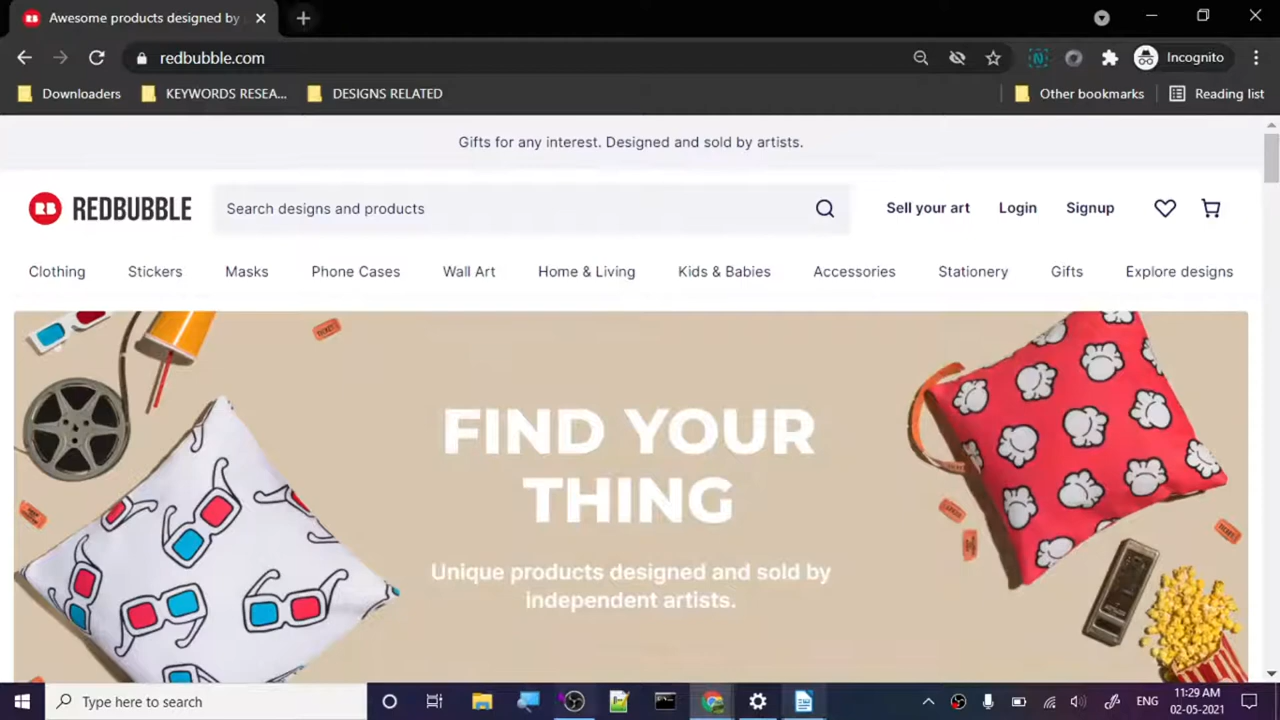 Awesome products designed by
redbubble.com
Incognito
Downloaders
KEYWORDS RESEA...
DESIGNS RELATED
Other bookmarks
Reading list
Gifts for any interest. Designed and sold by artists.
RB REDBUBBLE
Search designs and products
Sell your art
Login
Signup
Clothing
Stickers
Masks
Phone Cases
Wall Art
Home & Living
Kids & Babies
Accessories
Stationery
Gifts
Explore designs
TICKET
FIND YOUR
THING
Unique products designed and sold by
independent artists.
Type here to search
ENG
11:29 AM
02-05-2021